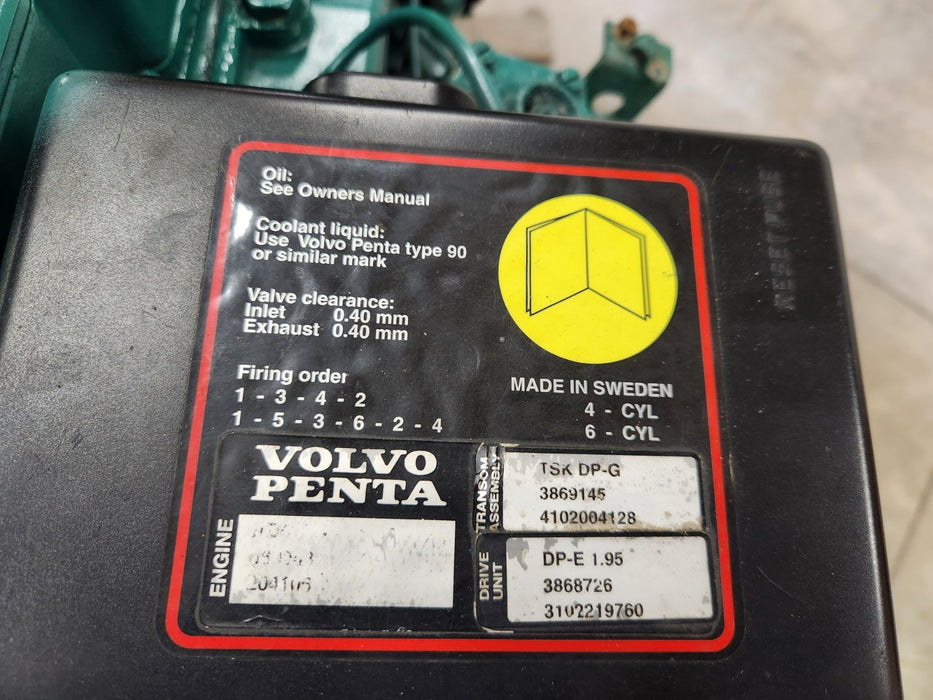 Oil:
See Owners Manual
Coolant liquid:
Use Volvo Penta type 90
or similar mark
Valve clearance:
Inlet 0.40 mm
Exhaust 0.40 mm
Firing order
1 - 3 - 4 - 2
1 - 5 - 3 - 6 - 2 - 4
MADE IN SWEDEN
4 - CYL
6 - CYL
VOLVO
PENTA
ENGINE
TRANSOM
ASSEMBLY
TSK DP-G
3869145
4102004128
DRIVE
UNIT
DP-E 1.95
3868726
3102219760
RESET FUSE